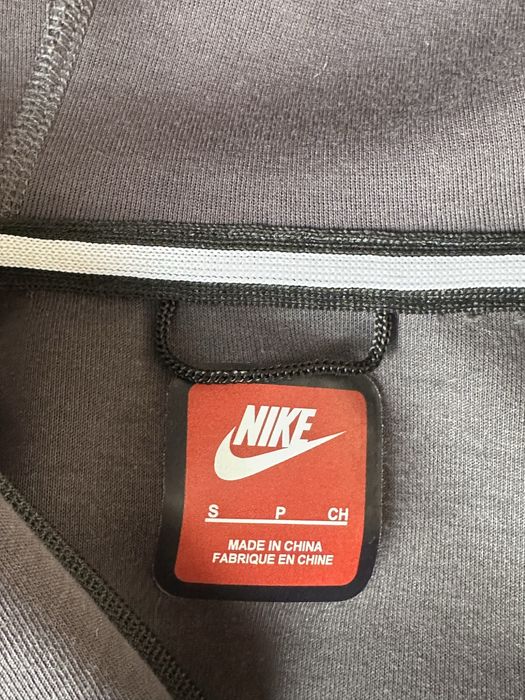 NIKE
S P CH
MADE IN CHINA
FABRIQUE EN CHINE